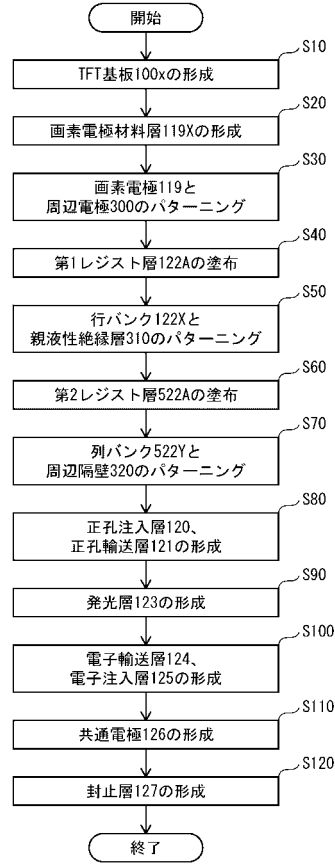 開始
S10
TFT基板100xの形成
S20
画素電極材料層119Xの形成
S30
画素電極119と
周辺電極300のパターニング
S40
第1レジスト層122Aの塗布
S50
行バンク122Xと
親液性絶縁層310のパターニング
S60
第2レジスト層522Aの塗布
S70
列バンク522Yと
周辺隔壁320のパターニング
S80
正孔注入層120、
正孔輸送層121の形成
S90
発光層123の形成
S100
電子輸送層124、
電子注入層125の形成
S110
共通電極126の形成
S120
封止層127の形成
終了